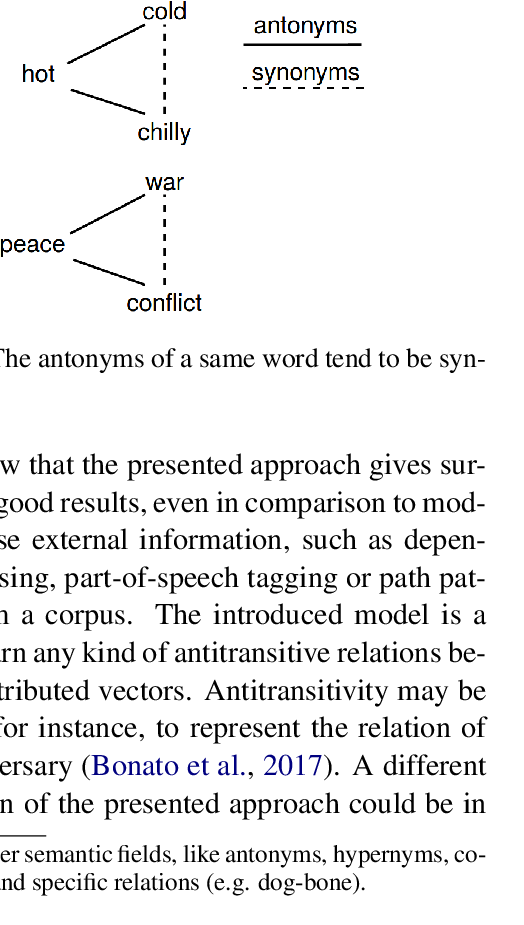 cold
antonyms
hot
synonyms
chilly
war
peace
conflict
The antonyms of a same word tend to be syn-
w that the presented approach gives sur-
good results, even in comparison to mod-
se external information, such as depen-
sing, part-of-speech tagging or path pat-
n a corpus. The introduced model is a
rn any kind of antitransitive relations be-
tributed vectors. Antitransitivity may be
for instance, to represent the relation of
ersary (Bonato et al., 2017). A different
n of the presented approach could be in
er semantic fields, like antonyms, hypernyms, co-
nd specific relations (e.g. dog-bone).